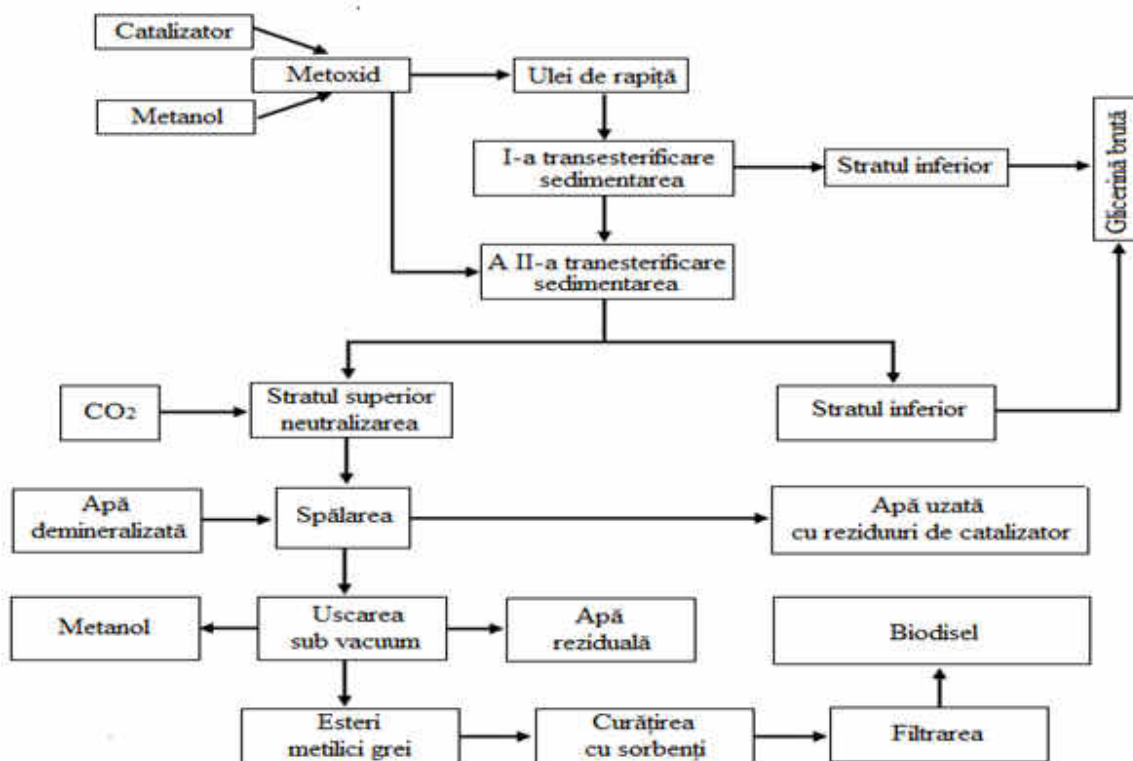 Catalizator
Metoxid
Ulei de rapiță
Metanol
I-a transesterificare
sedimentarea
Stratul inferior
Glicerină brută
A II-a tranesterificare
sedimentarea
CO2
Stratul superior
neutralizarea
Stratul inferior
Apă
demineralizată
Spălarea
Apă uzată
cu reziduuri de catalizator
Metanol
Uscarea
sub vacuum
Apă
reziduală
Biodisel
Esteri
metilici grei
Curățirea
cu sorbenți
Filtrarea